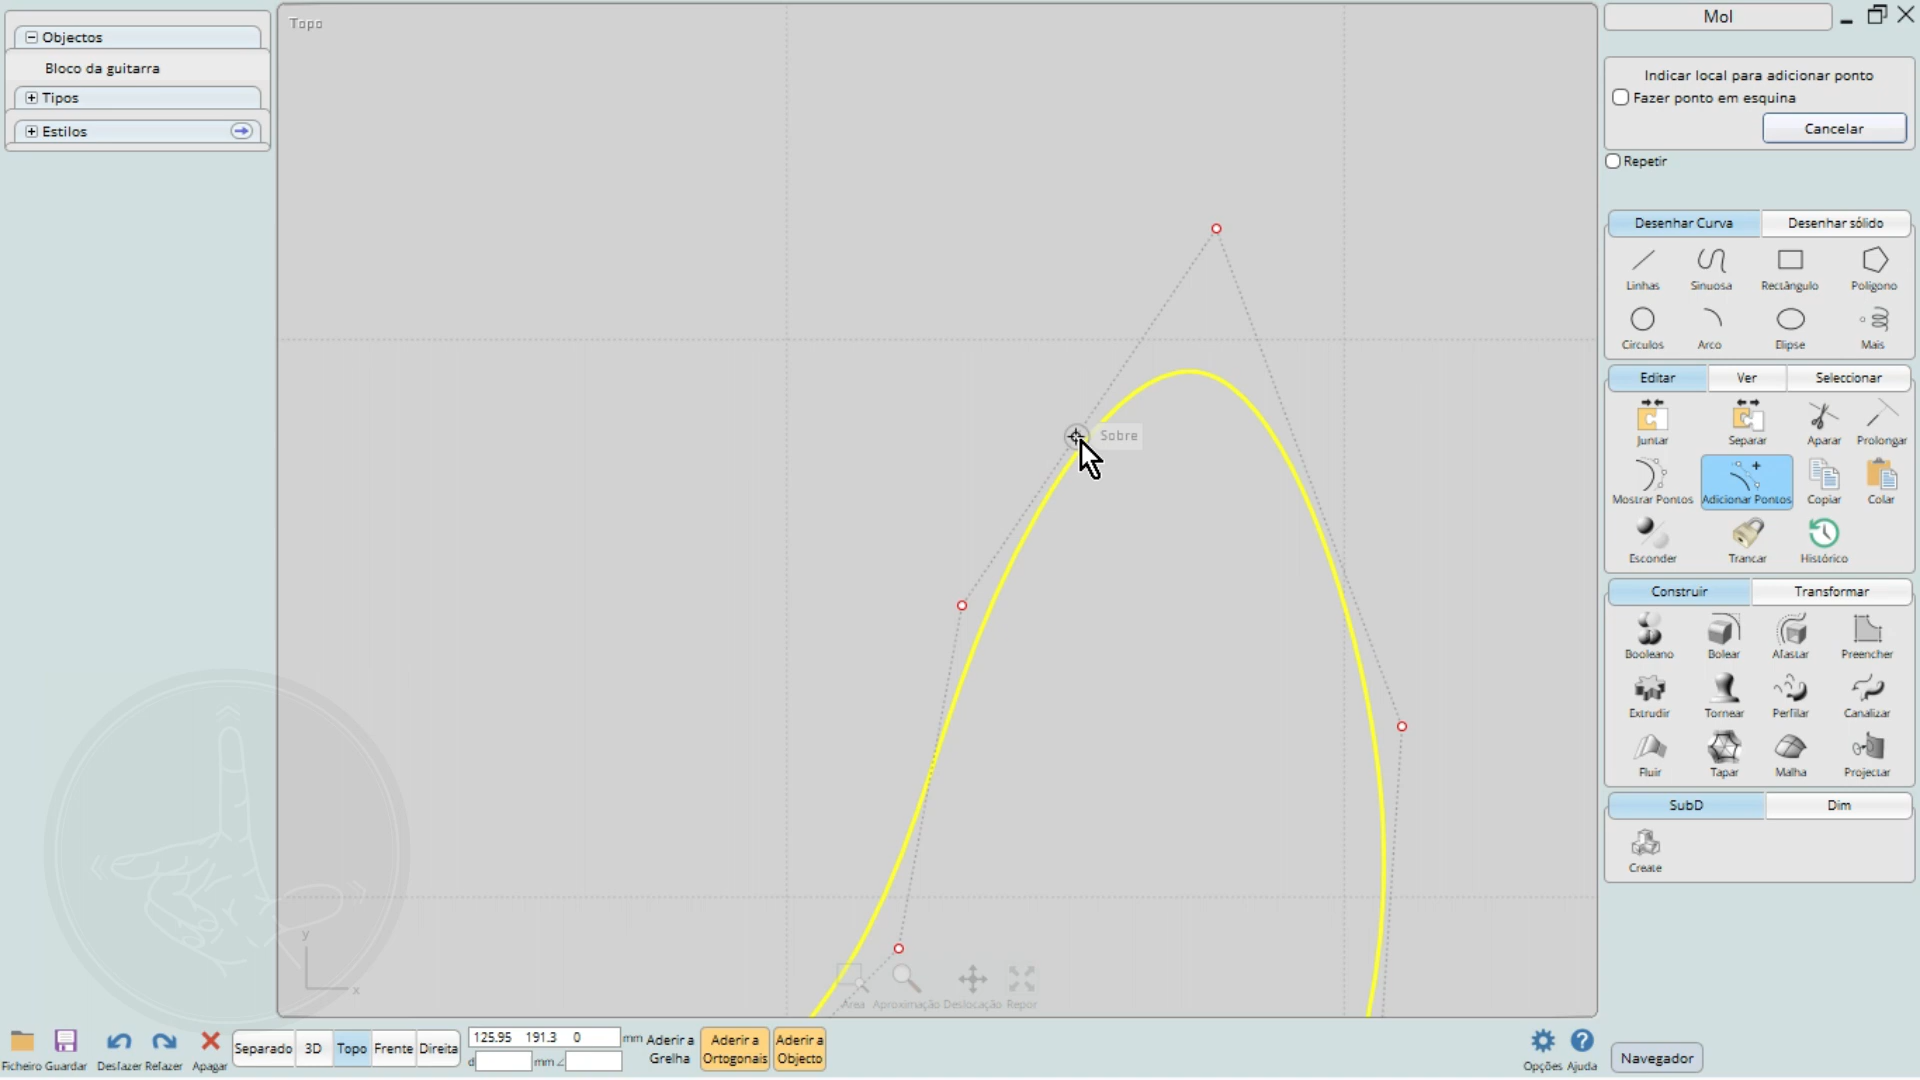 Objectos
Bloco da guitarra
Tipos
Estilos
Topo
Sobre
y
x
Área Aproximação Deslocação Repor
MoI
Indicar local para adicionar ponto
Fazer ponto em esquina
Cancelar
Repetir
Desenhar Curva Desenhar sólido
Linhas Sinuosa Rectângulo Polígono
Círculos Arco Elipse Mais
Editar Ver Seleccionar
Juntar Separar Aparar Prolongar
Mostrar Pontos Adicionar Pontos Copiar Colar
Esconder Trancar Histórico
Construir Transformar
Booleano Bolear Afastar Preencher
Extrudir Tornear Perfilar Canalizar
Fluir Tapar Malha Projectar
SubD Dim
Create
Ficheiro Guardar Desfazer Refazer Apagar
Separado 3D Topo Frente Direita
125.95 191.3 0 mm
d mm
Aderir a Grelha
Aderir a Ortogonais
Aderir a Objecto
Opções Ajuda
Navegador